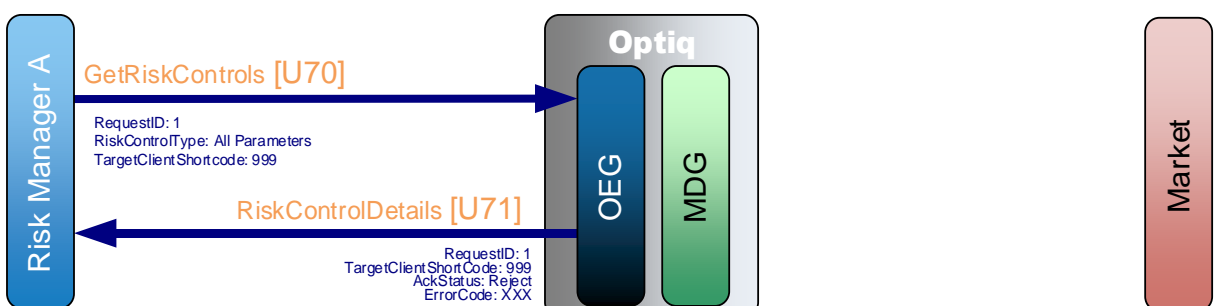 Risk Manager A
Optiq
GetRiskControls [U70]
RequestID: 1
RiskControlType: All Parameters
TargetClientShortcode: 999
OEG
MDG
Market
RiskControlDetails [U71]
RequestID: 1
TargetClientShortCode: 999
AckStatus: Reject
ErrorCode: XXX